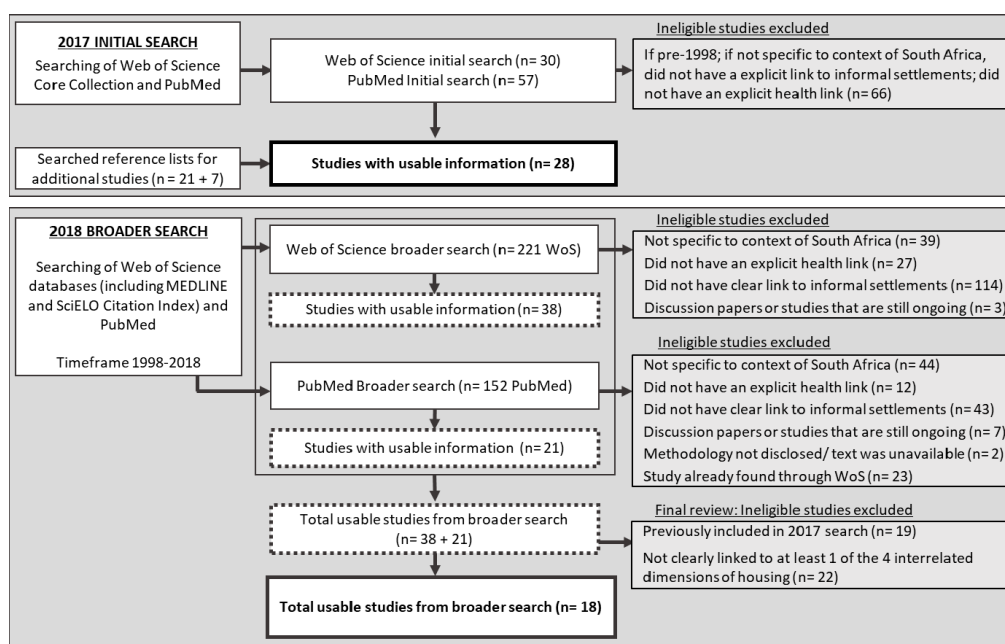 2017 INITIAL SEARCH
Searching of Web of Science
Core Collection and PubMed
Web of Science initial search (n= 30)
PubMed Initial search (n= 57)
Ineligible studies excluded
If pre-1998; if not specific to context of South Africa,
did not have a explicit link to informal settlements; did
not have an explicit health link (n= 66)
Searched reference lists for
additional studies (n= 21 + 7)
Studies with usable information (n= 28)
2018 BROADER SEARCH
Searching of Web of Science
databases (including MEDLINE
and SciELO Citation Index) and
PubMed
Timeframe 1998-2018
Web of Science broader search (n= 221 WoS)
Studies with usable information (n= 38)
Ineligible studies excluded
Not specific to context of South Africa (n= 39)
Did not have an explicit health link (n= 27)
Did not have clear link to informal settlements (n= 114)
Discussion papers or studies that are still ongoing (n= 3)
PubMed Broader search (n= 152 PubMed)
Studies with usable information (n= 21)
Ineligible studies excluded
Not specific to context of South Africa (n= 44)
Did not have an explicit health link (n= 12)
Did not have clear link to informal settlements (n= 43)
Discussion papers or studies that are still ongoing (n= 7)
Methodology not disclosed/ text was unavailable (n= 2)
Study already found through WoS (n= 23)
Total usable studies from broader search
(n= 38 + 21)
Final review: Ineligible studies excluded
Previously included in 2017 search (n= 19)
Not clearly linked to at least 1 of the 4 interrelated
dimensions of housing (n= 22)
Total usable studies from broader search (n= 18)